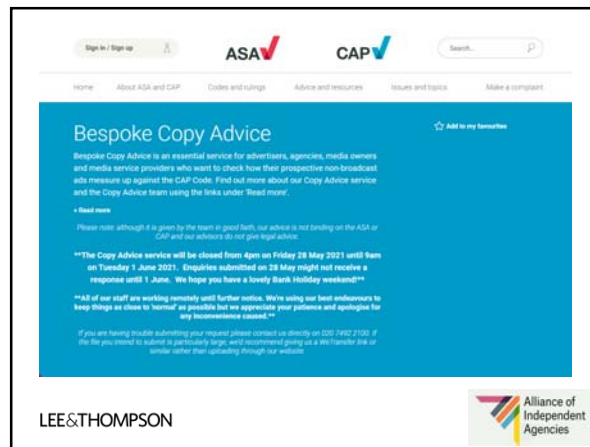 Sign in / Sign up
ASA
CAP
Search...
Home About ASA and CAP Codes and rulings Advice and resources Issues and topics Make a complaint
Bespoke Copy Advice
Add to my favourites
Bespoke Copy Advice is an essential service for advertisers, agencies, media owners
and media service providers who want to check how their prospective non-broadcast
ads measure up against the CAP Code. Find out more about our Copy Advice service
and the Copy Advice team using the links under 'Read more'.
+ Read more
Please note: although it is given by the team in good faith, our advice is not binding on the ASA or
CAP and our advisors do not give legal advice.
**The Copy Advice service will be closed from 4pm on Friday 28 May 2021 until 9am
on Tuesday 1 June 2021. Enquiries submitted on 28 May might not receive a
response until 1 June. We hope you have a lovely Bank Holiday weekend!**
**All of our staff are working remotely until further notice. We're using our best endeavours to
keep things as close to 'normal' as possible but we appreciate your patience and apologise for
any inconvenience caused.**
If you are having trouble submitting your request please contact us directly on 020 7492 2100. If
the file you intend to submit is particularly large, we'd recommend giving us a WeTransfer link or
similar rather than uploading through our website.
LEE&THOMPSON
Alliance of
Independent
Agencies